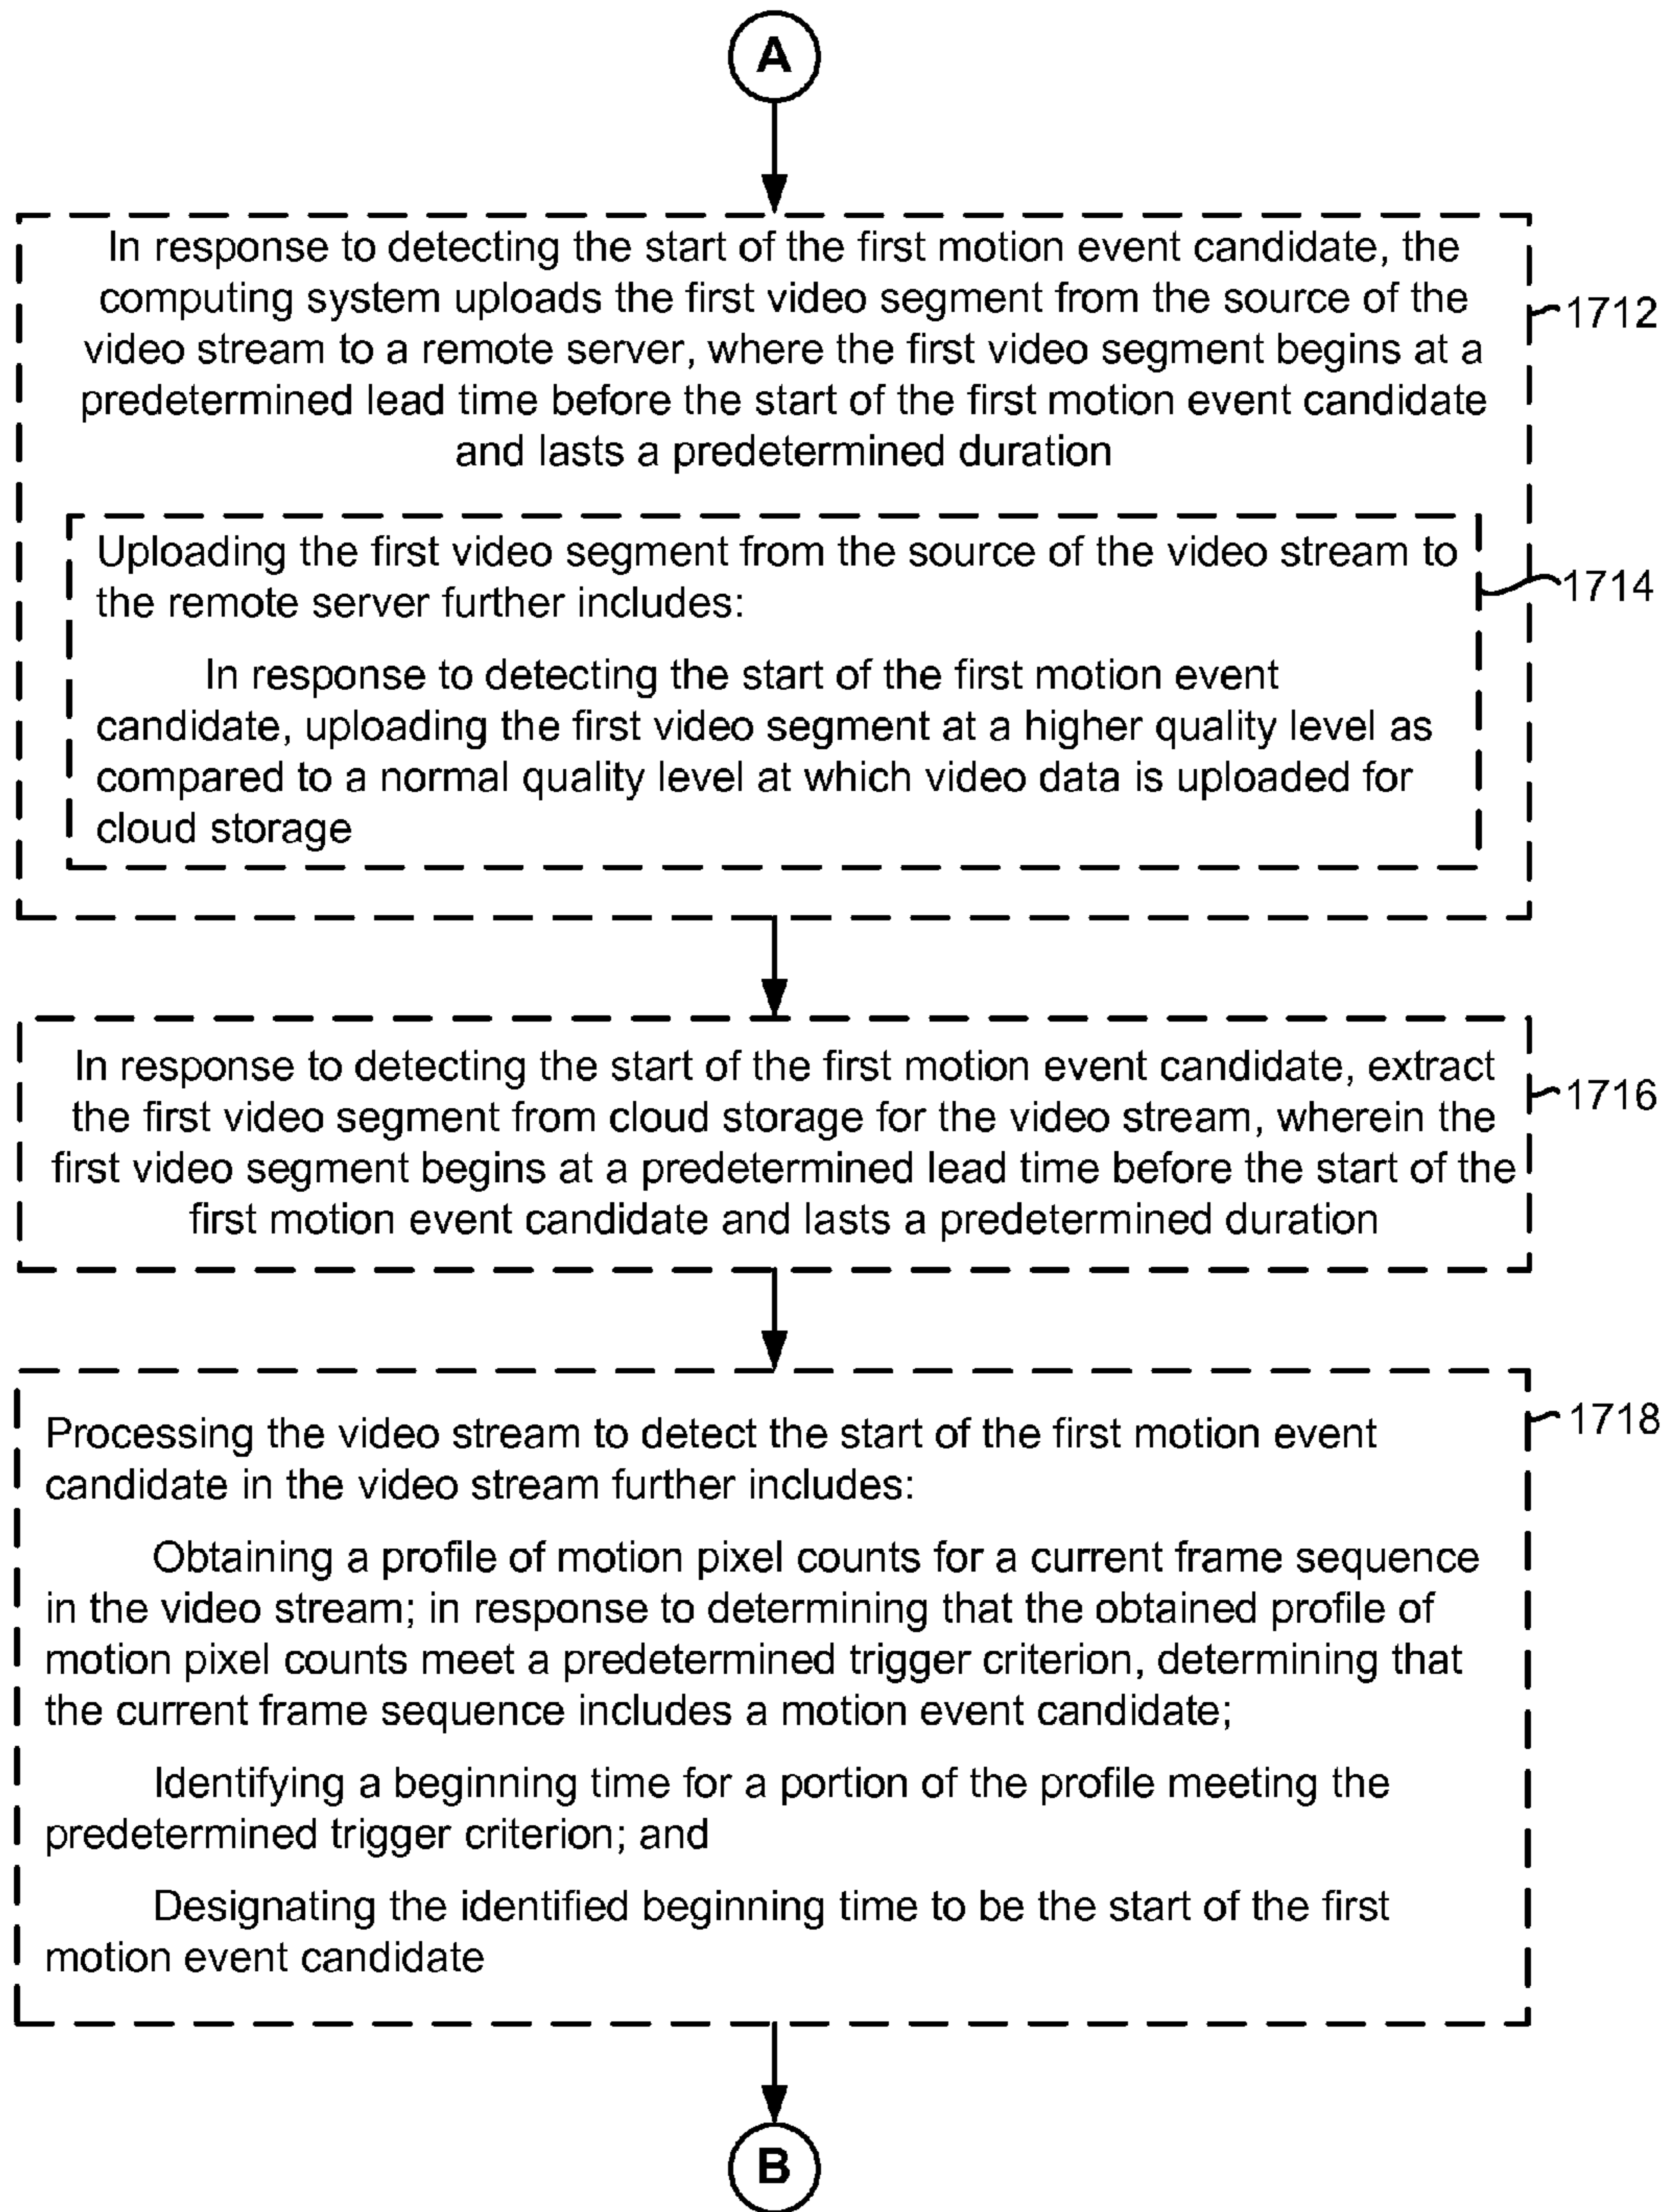 A
In response to detecting the start of the first motion event candidate, the
computing system uploads the first video segment from the source of the
video stream to a remote server, where the first video segment begins at a
predetermined lead time before the start of the first motion event candidate
and lasts a predetermined duration
1712
Uploading the first video segment from the source of the video stream to
the remote server further includes:
1714
In response to detecting the start of the first motion event
candidate, uploading the first video segment at a higher quality level as
compared to a normal quality level at which video data is uploaded for
cloud storage
In response to detecting the start of the first motion event candidate, extract
the first video segment from cloud storage for the video stream, wherein the
first video segment begins at a predetermined lead time before the start of the
first motion event candidate and lasts a predetermined duration
1716
Processing the video stream to detect the start of the first motion event
candidate in the video stream further includes:
1718
Obtaining a profile of motion pixel counts for a current frame sequence
in the video stream; in response to determining that the obtained profile of
motion pixel counts meet a predetermined trigger criterion, determining that
the current frame sequence includes a motion event candidate;
Identifying a beginning time for a portion of the profile meeting the
predetermined trigger criterion; and
Designating the identified beginning time to be the start of the first
motion event candidate
B